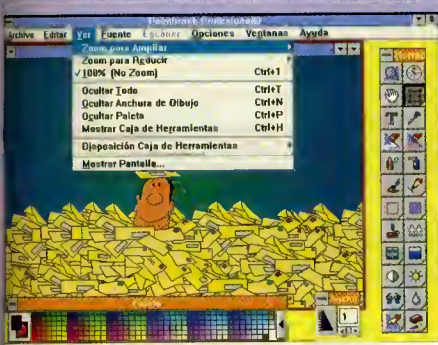 Archivo Editar Ver Fuente Escáner Opciones Ventanas Ayuda
Zoom para Ampliar
Zoom para Reducir
✓100% (No Zoom) Ctrl+1
Ocultar Todo Ctrl+T
Ocultar Anchura de Dibujo Ctrl+N
Ocultar Paleta Ctrl+P
Mostrar Caja de Herramientas Ctrl+H
Disposición Caja de Herramientas
Mostrar Pantalla...
T
1